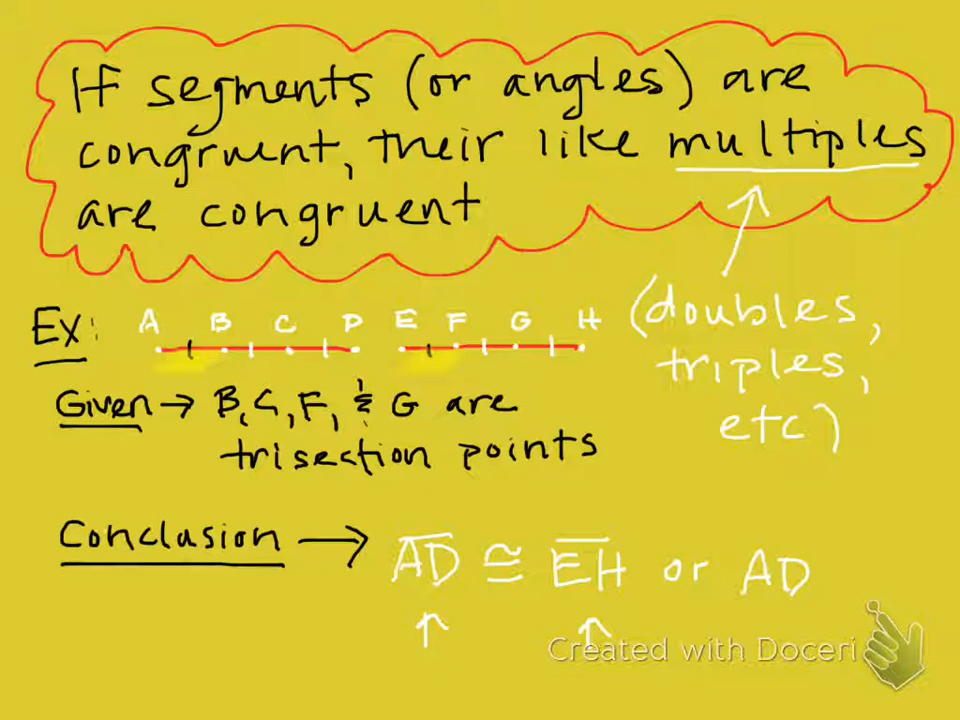 If segments (or angles) are
congruent, their like multiples
are congruent
(doubles,
triples,
etc)
Ex: A B C D E F G H
Given → B, C, F, & G are
trisection points
Conclusion → AD ≅ EH or AD
Created with Doceri